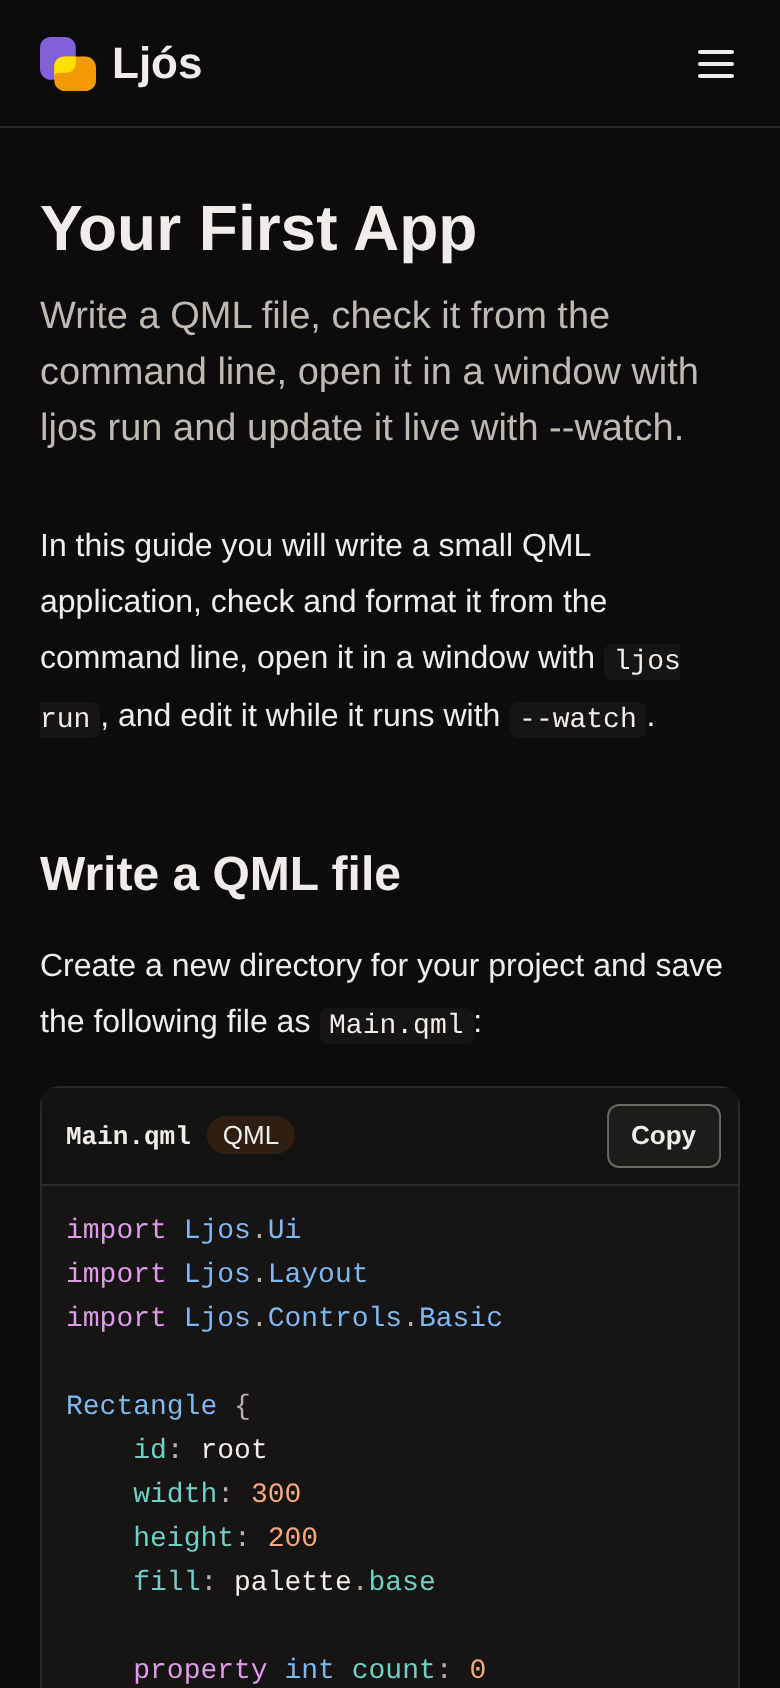 Ljós
Your First App
Write a QML file, check it from the
command line, open it in a window with
ljos run and update it live with --watch.
In this guide you will write a small QML
application, check and format it from the
command line, open it in a window with ljos
run, and edit it while it runs with --watch.
Write a QML file
Create a new directory for your project and save
the following file as Main.qml:
Main.qml QML Copy
import Ljos.Ui
import Ljos.Layout
import Ljos.Controls.Basic

Rectangle {
    id: root
    width: 300
    height: 200
    fill: palette.base

    property int count: 0